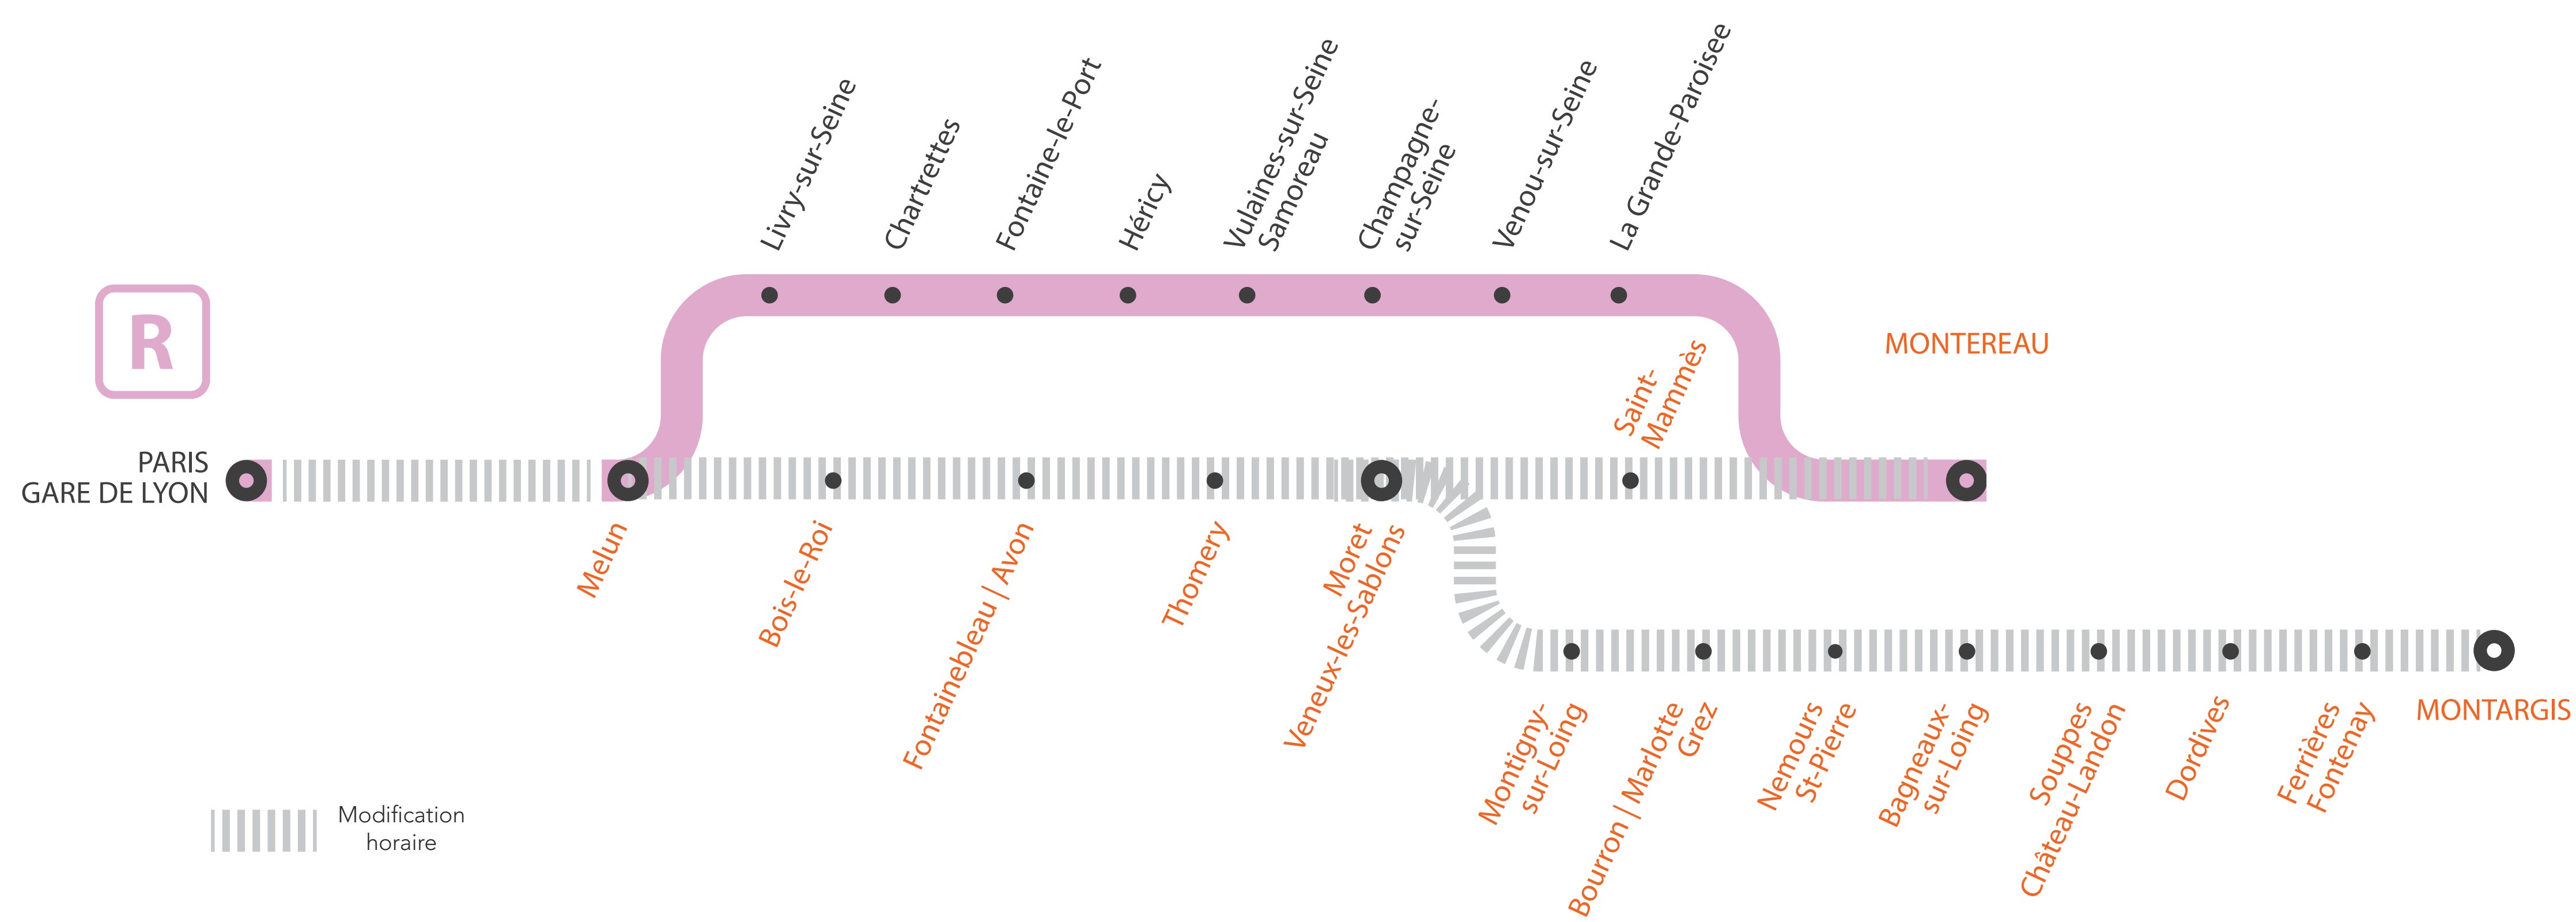 Livry-sur-Seine
Chartrettes
Fontaine-le-Port
Héricy
Vulaines-sur-Seine
Samoreau
Champagne-
sur-Seine
Venou-sur-Seine
La Grande-Paroisee
R
MONTEREAU
Saint-
Mammès
PARIS
GARE DE LYON
Melun
Bois-le-Roi
Fontainebleau | Avon
Thomery
Moret
Veneux-les-Sablons
Montigny-
sur-Loing
Bourron | Marlotte
Grez
Nemours
St-Pierre
Bagneaux-
sur-Loing
Souppes
Château-Landon
Dordives
Ferrières
Fontenay
MONTARGIS
Modification
horaire